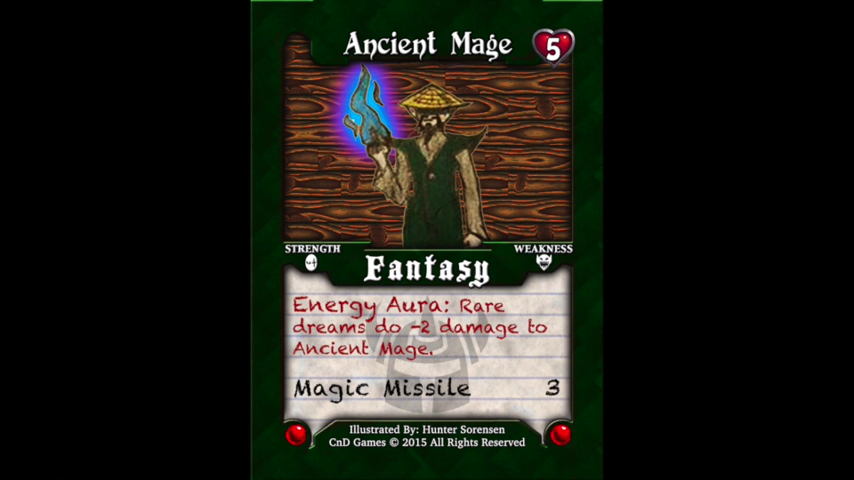 Ancient Mage 5
STRENGTH WEAKNESS
Fantasy
Energy Aura: Rare
dreams do -2 damage to
Ancient Mage.
Magic Missile 3
Illustrated By: Hunter Sorensen
CnD Games © 2015 All Rights Reserved